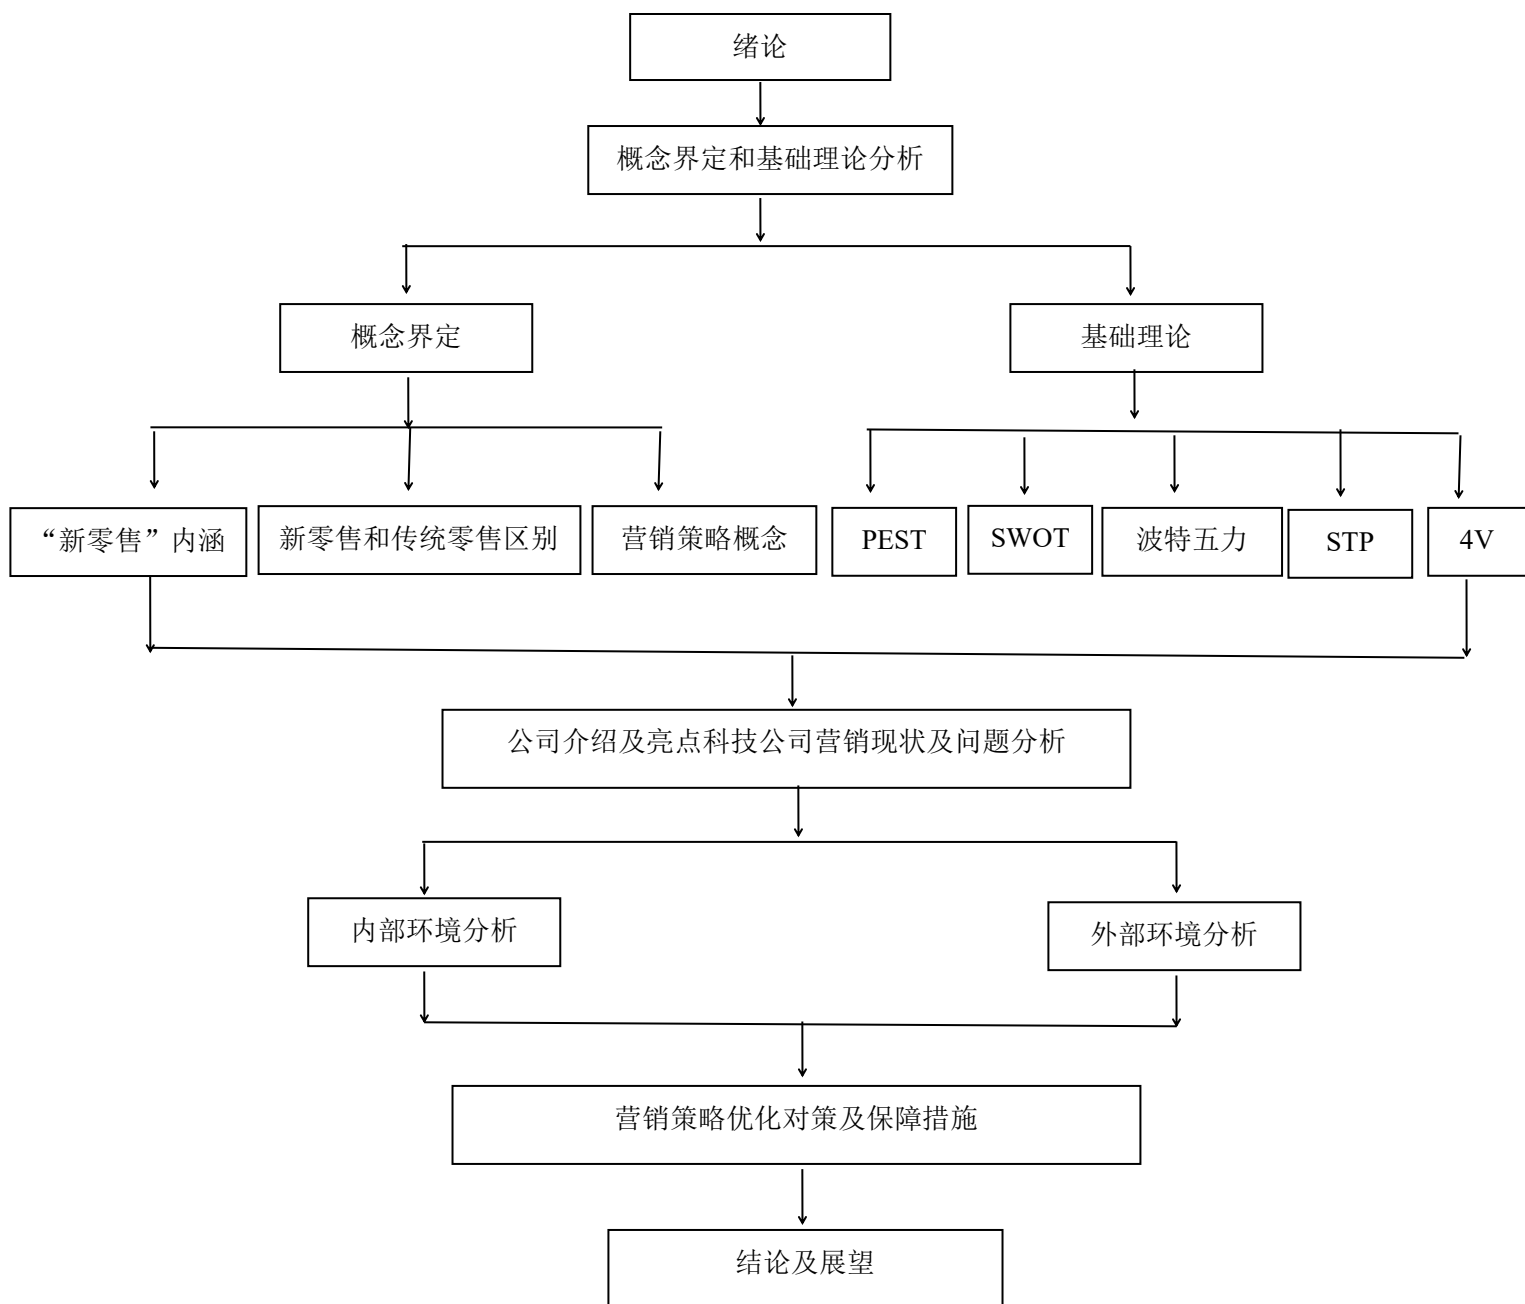 绪论
概念界定和基础理论分析
概念界定
基础理论
“新零售”内涵
新零售和传统零售区别
营销策略概念
PEST
SWOT
波特五力
STP
4V
公司介绍及亮点科技公司营销现状及问题分析
内部环境分析
外部环境分析
营销策略优化对策及保障措施
结论及展望